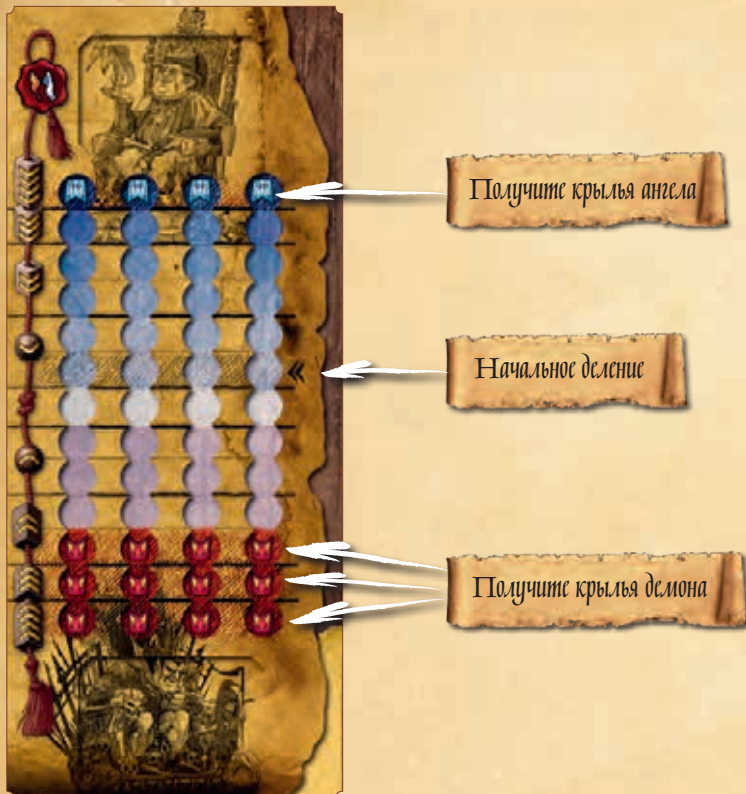 Получите крылья ангела
Начальное деление
Получите крылья демона